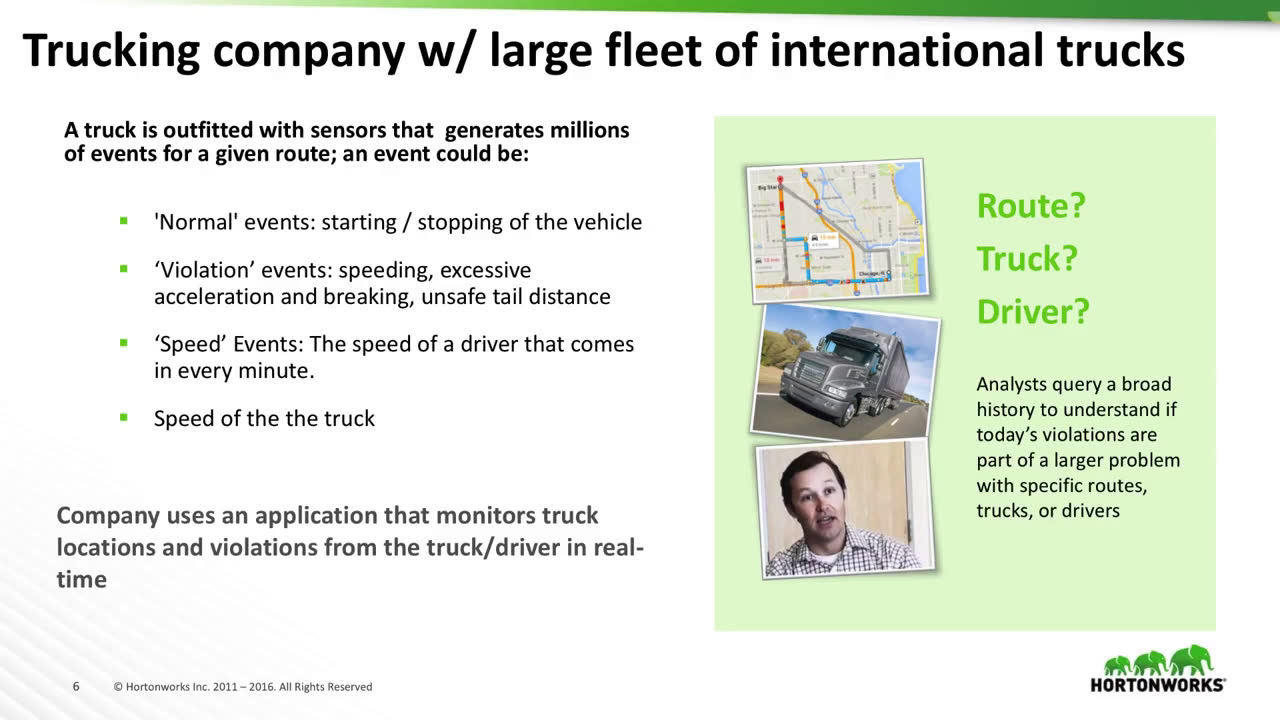 Trucking company w/ large fleet of international trucks
A truck is outfitted with sensors that  generates millions
of events for a given route; an event could be:
'Normal' events: starting / stopping of the vehicle
‘Violation’ events: speeding, excessive
acceleration and breaking, unsafe tail distance
‘Speed’ Events: The speed of a driver that comes
in every minute.
Speed of the the truck
Company uses an application that monitors truck
locations and violations from the truck/driver in real-
time
Big Star
Chicago, IL
Route?
Truck?
Driver?
Analysts query a broad
history to understand if
today’s violations are
part of a larger problem
with specific routes,
trucks, or drivers
6
© Hortonworks Inc. 2011 – 2016. All Rights Reserved
HORTONWORKS